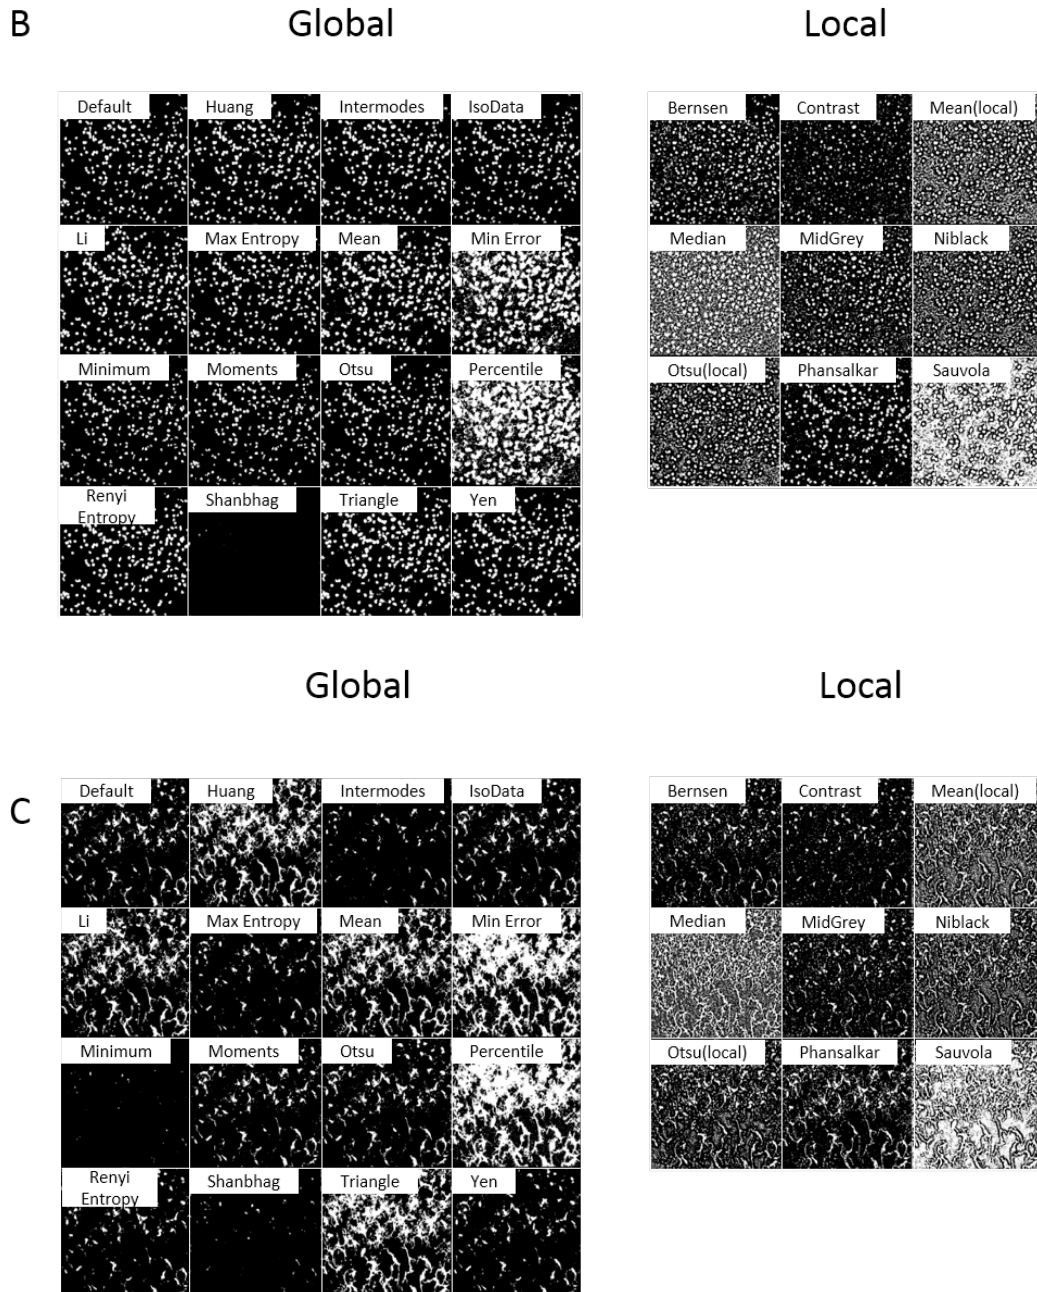 B
Global
Local
Default
Huang
Intermodes
IsoData
Li
Max Entropy
Mean
Min Error
Minimum
Moments
Otsu
Percentile
Renyi
Entropy
Shanbhag
Triangle
Yen
Bernsen
Contrast
Mean(local)
Median
MidGrey
Niblack
Otsu(local)
Phansalkar
Sauvola
C
Global
Local
Default
Huang
Intermodes
IsoData
Li
Max Entropy
Mean
Min Error
Minimum
Moments
Otsu
Percentile
Renyi
Entropy
Shanbhag
Triangle
Yen
Bernsen
Contrast
Mean(local)
Median
MidGrey
Niblack
Otsu(local)
Phansalkar
Sauvola